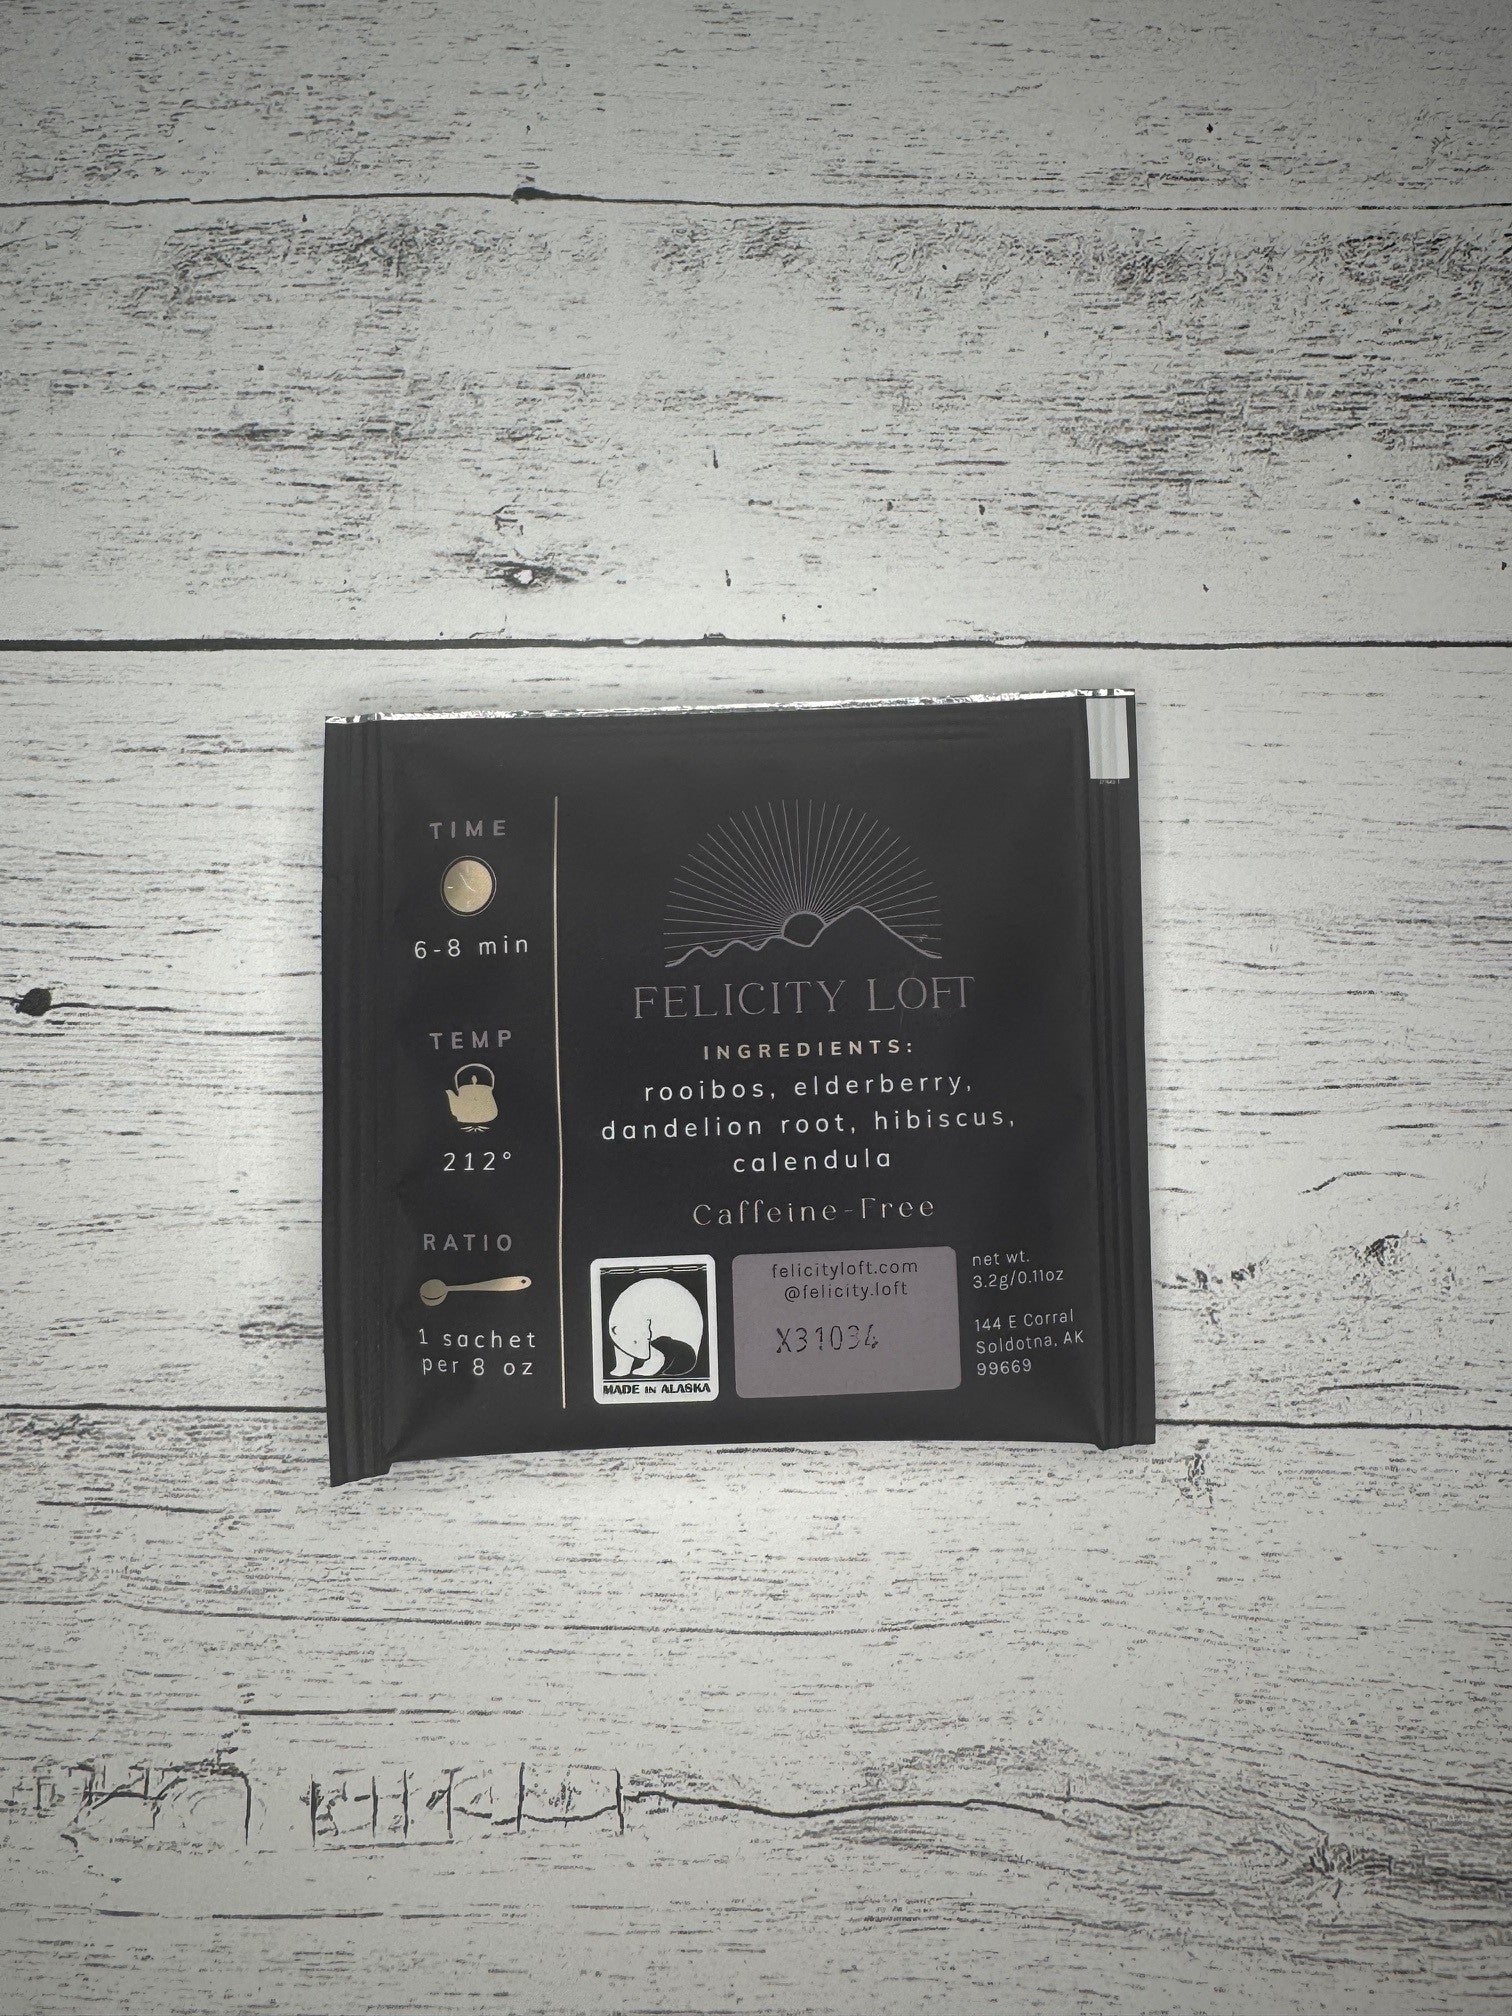 TIME
6-8 min
TEMP
212°
RATIO
1 sachet
per 8 oz
FELICITY LOFT
INGREDIENTS:
rooibos, elderberry,
dandelion root, hibiscus,
calendula
Caffeine-Free
MADE IN ALASKA
felicityloft.com
@felicity.loft
X31034
net wt.
3.2g/0.11oz
144 E Corral
Soldotna, AK
99669